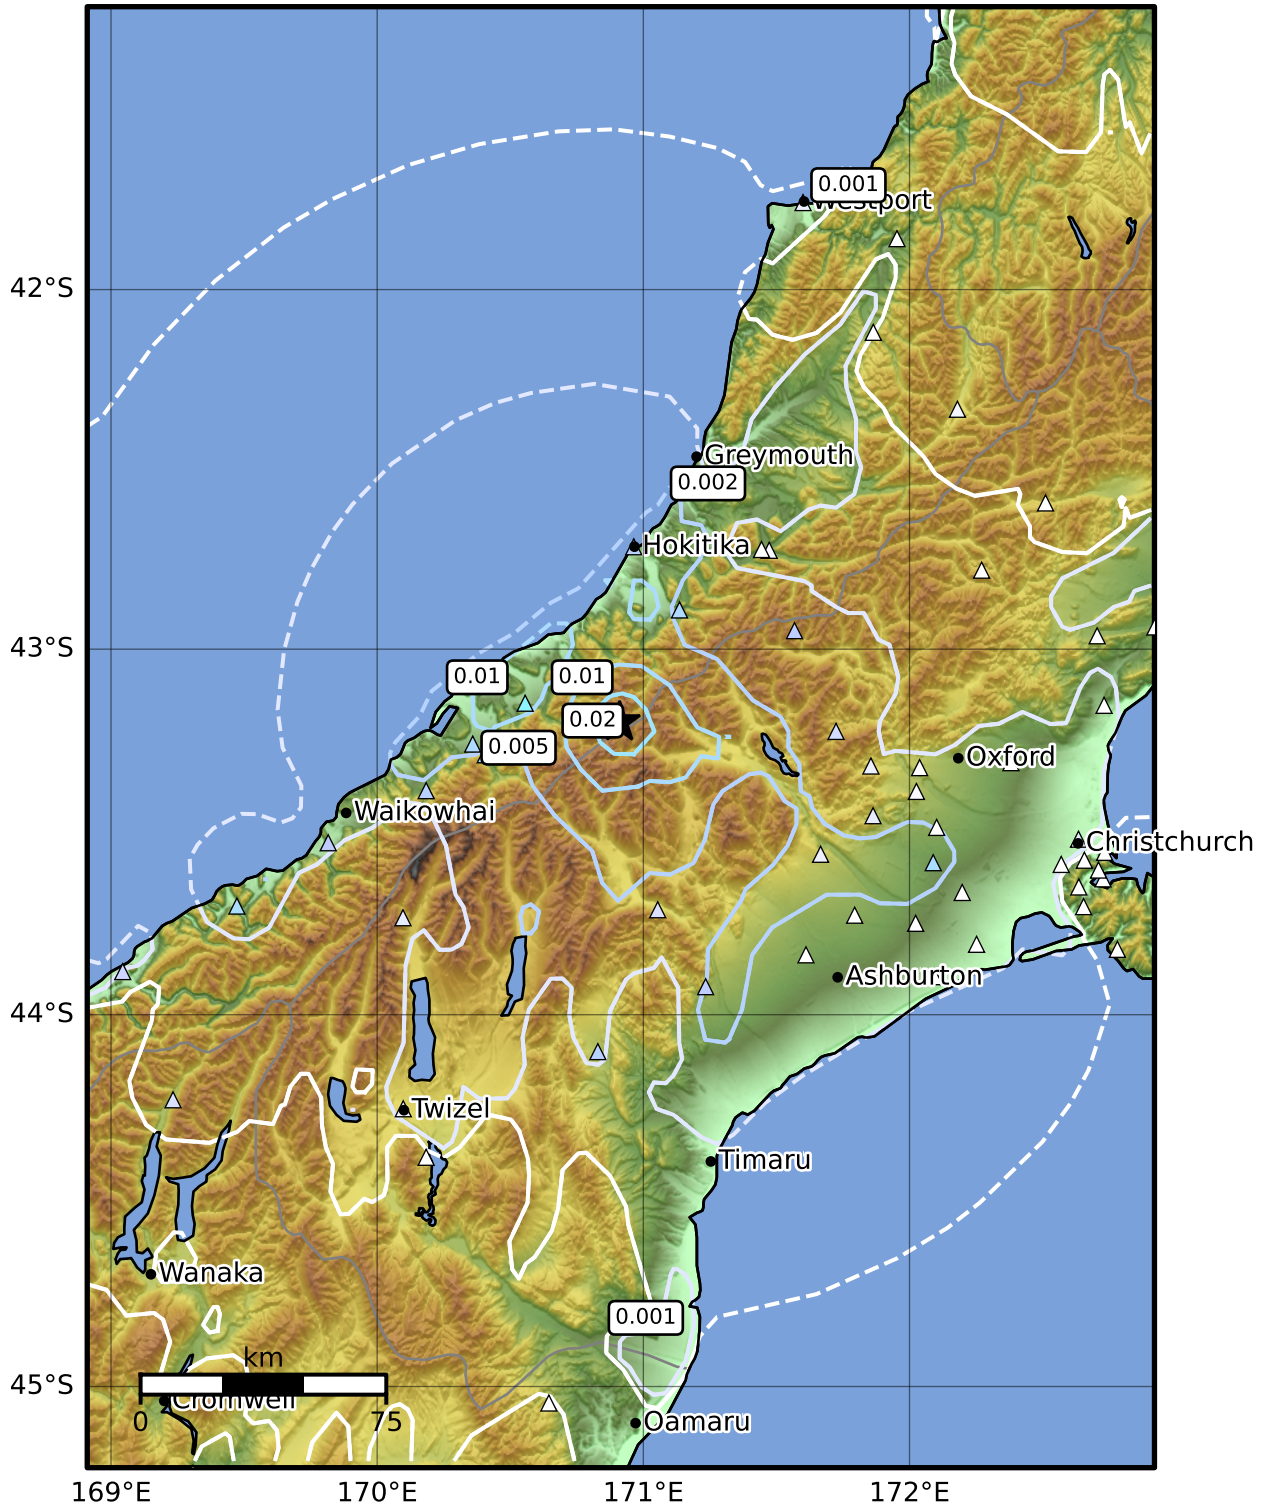 0.001
Westport
42°S
Greymouth
0.002
Hokitika
43°S
0.01
0.01
0.02
0.005
Oxford
Waikowhai
Christchurch
Ashburton
44°S
Twizel
Timaru
Wanaka
0.001
km
45°S
Cromwell
0
75
Oamaru
169°E
170°E
171°E
172°E